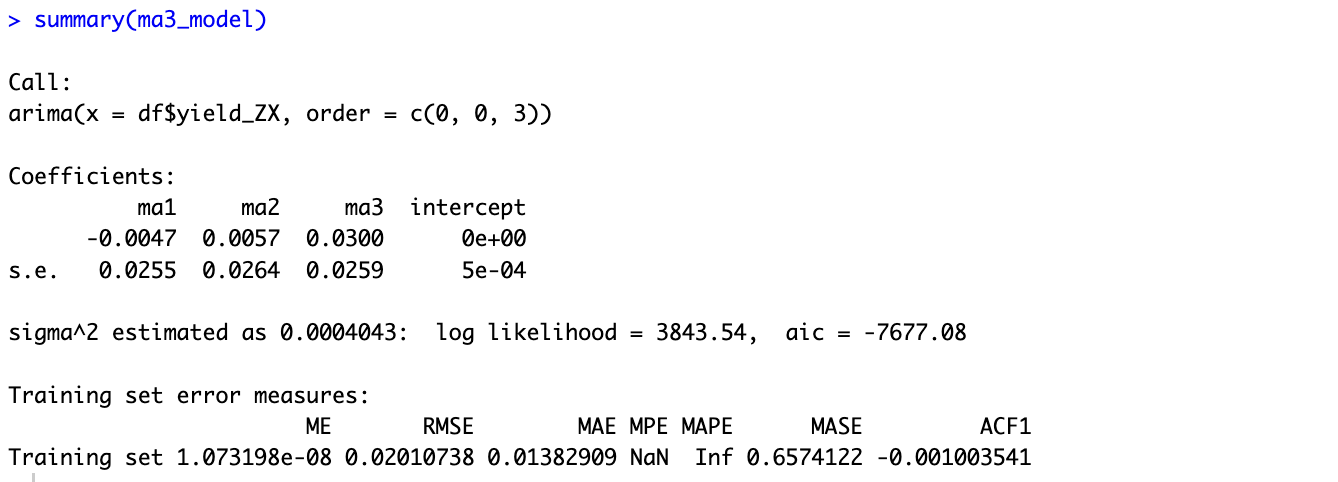 > summary(ma3_model)
Call:
arima(x = df$yield_ZX, order = c(0, 0, 3))
Coefficients:
ma1 ma2 ma3 intercept
-0.0047 0.0057 0.0300 0e+00
s.e. 0.0255 0.0264 0.0259 5e-04
sigma^2 estimated as 0.0004043: log likelihood = 3843.54, aic = -7677.08
Training set error measures:
ME RMSE MAE MPE MAPE MASE ACF1
Training set 1.073198e-08 0.02010738 0.01382909 NaN Inf 0.6574122 -0.001003541